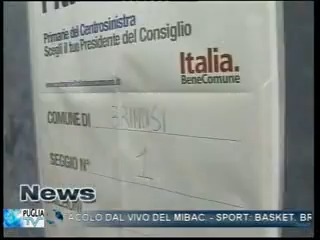 Primarie del Centrosinistra
Scegli il tuo Presidente del Consiglio
Italia.
BeneComune
COMUNE DI BRINDISI
SEGGIO N° 1
News
PUGLIA
TV
ACOLO DAL VIVO DEL MIBAC. - SPORT: BASKET, BR